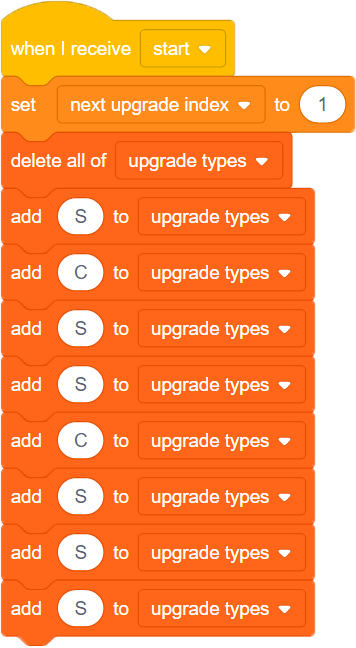 when I receive start
set next upgrade index to 1
delete all of upgrade types
add S to upgrade types
add C to upgrade types
add S to upgrade types
add S to upgrade types
add C to upgrade types
add S to upgrade types
add S to upgrade types
add S to upgrade types